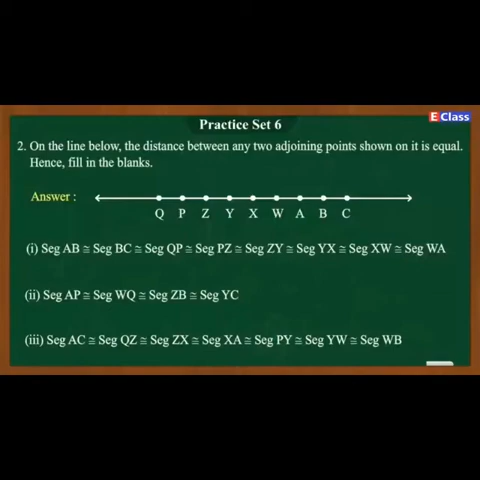 E Class
Practice Set 6
2. On the line below, the distance between any two adjoining points shown on it is equal.
Hence, fill in the blanks.
Answer :
Q P Z Y X W A B C
(i) Seg AB ≅ Seg BC ≅ Seg QP ≅ Seg PZ ≅ Seg ZY ≅ Seg YX ≅ Seg XW ≅ Seg WA
(ii) Seg AP ≅ Seg WQ ≅ Seg ZB ≅ Seg YC
(iii) Seg AC ≅ Seg QZ ≅ Seg ZX ≅ Seg XA ≅ Seg PY ≅ Seg YW ≅ Seg WB